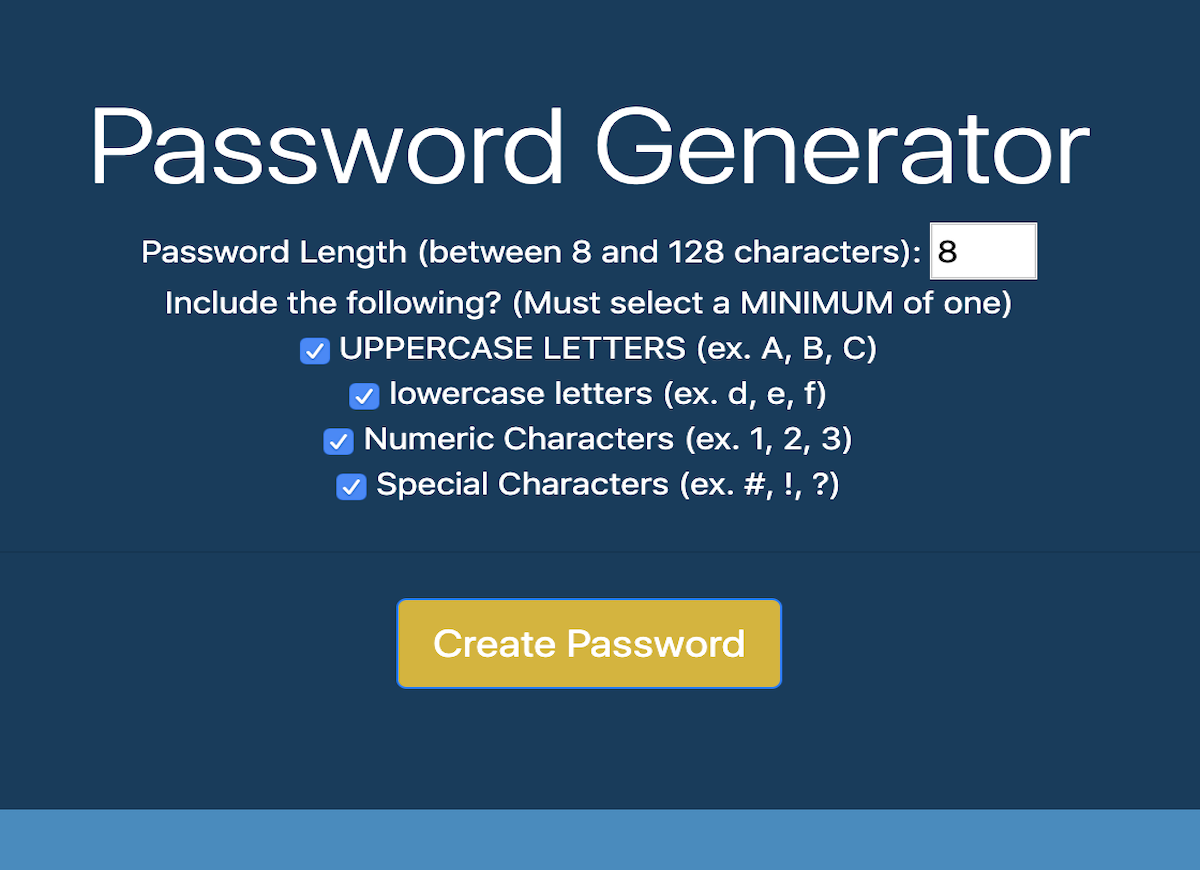 Password Generator
Password Length (between 8 and 128 characters): 8
Include the following? (Must select a MINIMUM of one)
UPPERCASE LETTERS (ex. A, B, C)
lowercase letters (ex. d, e, f)
Numeric Characters (ex. 1, 2, 3)
Special Characters (ex. #, !, ?)
Create Password